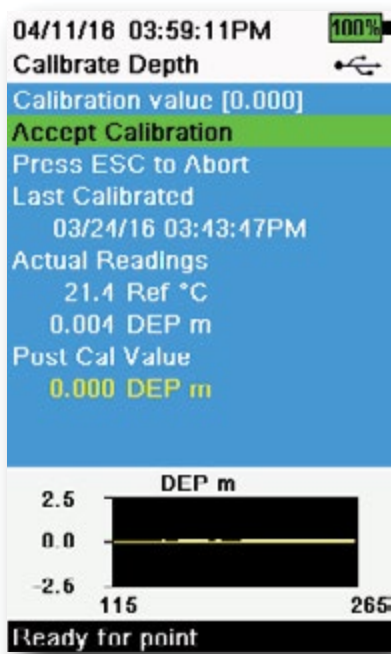 04/11/16 03:59:11PM 100%
Calibrate Depth
Calibration value [0.000]
Accept Calibration
Press ESC to Abort
Last Calibrated
03/24/16 03:43:47PM
Actual Readings
21.4 Ref °C
0.004 DEP m
Post Cal Value
0.000 DEP m
DEP m
2.5
0.0
-2.6
115 265
Ready for point